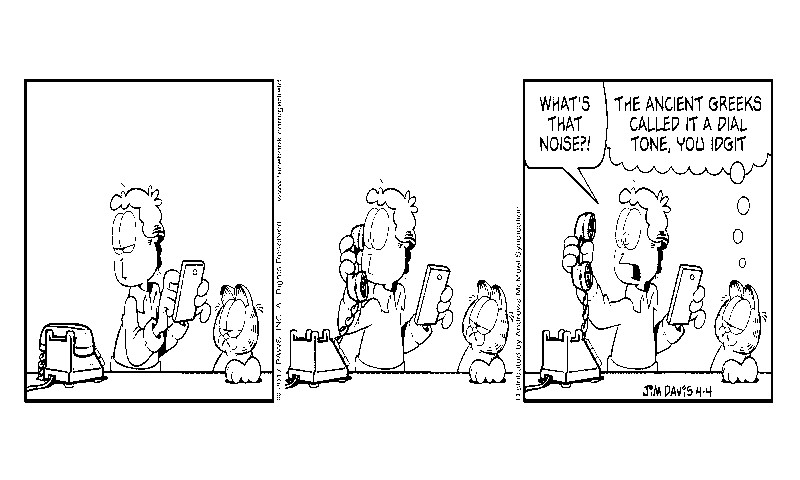 WHAT'S
THAT
NOISE?!
THE ANCIENT GREEKS
CALLED IT A DIAL
TONE, YOU IDGIT
JIM DAVIS 4-4